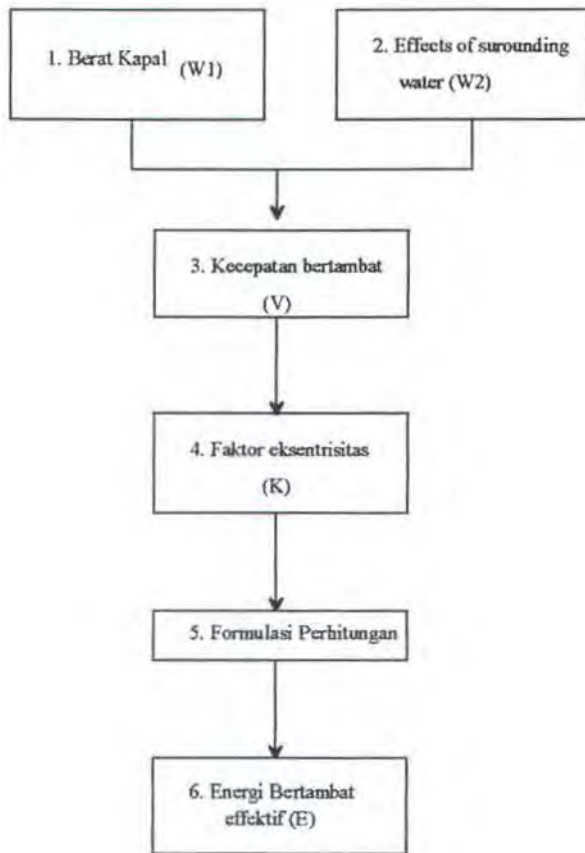 1. Berat Kapal (W1)
2. Effects of surounding
water (W2)
3. Kecepatan bertambat
(V)
4. Faktor eksentrisitas
(K)
5. Formulasi Perhitungan
6. Energi Bertambat
effektif (E)